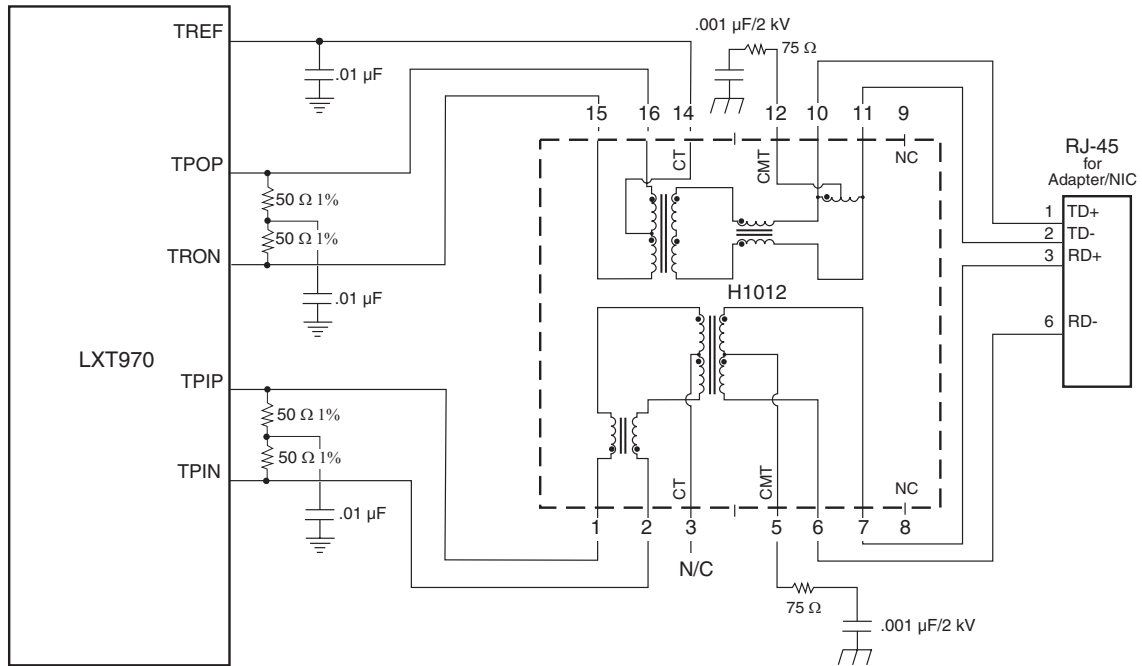 TREF
.01 µF
.001 µF/2 kV
75 Ω
15
16
14
12
10
11
9
CT
CMT
NC
RJ-45
for
Adapter/NIC
TPOP
50 Ω 1%
50 Ω 1%
TRON
.01 µF
1 TD+
2 TD-
3 RD+
6 RD-
H1012
LXT970
TPIP
50 Ω 1%
50 Ω 1%
TPIN
.01 µF
CT
CMT
NC
1
2
3
5
6
7
8
N/C
75 Ω
.001 µF/2 kV